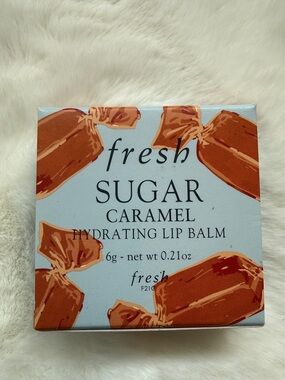 fresh
SUGAR
CARAMEL
HYDRATING LIP BALM
6g - net wt 0.21oz
fresh